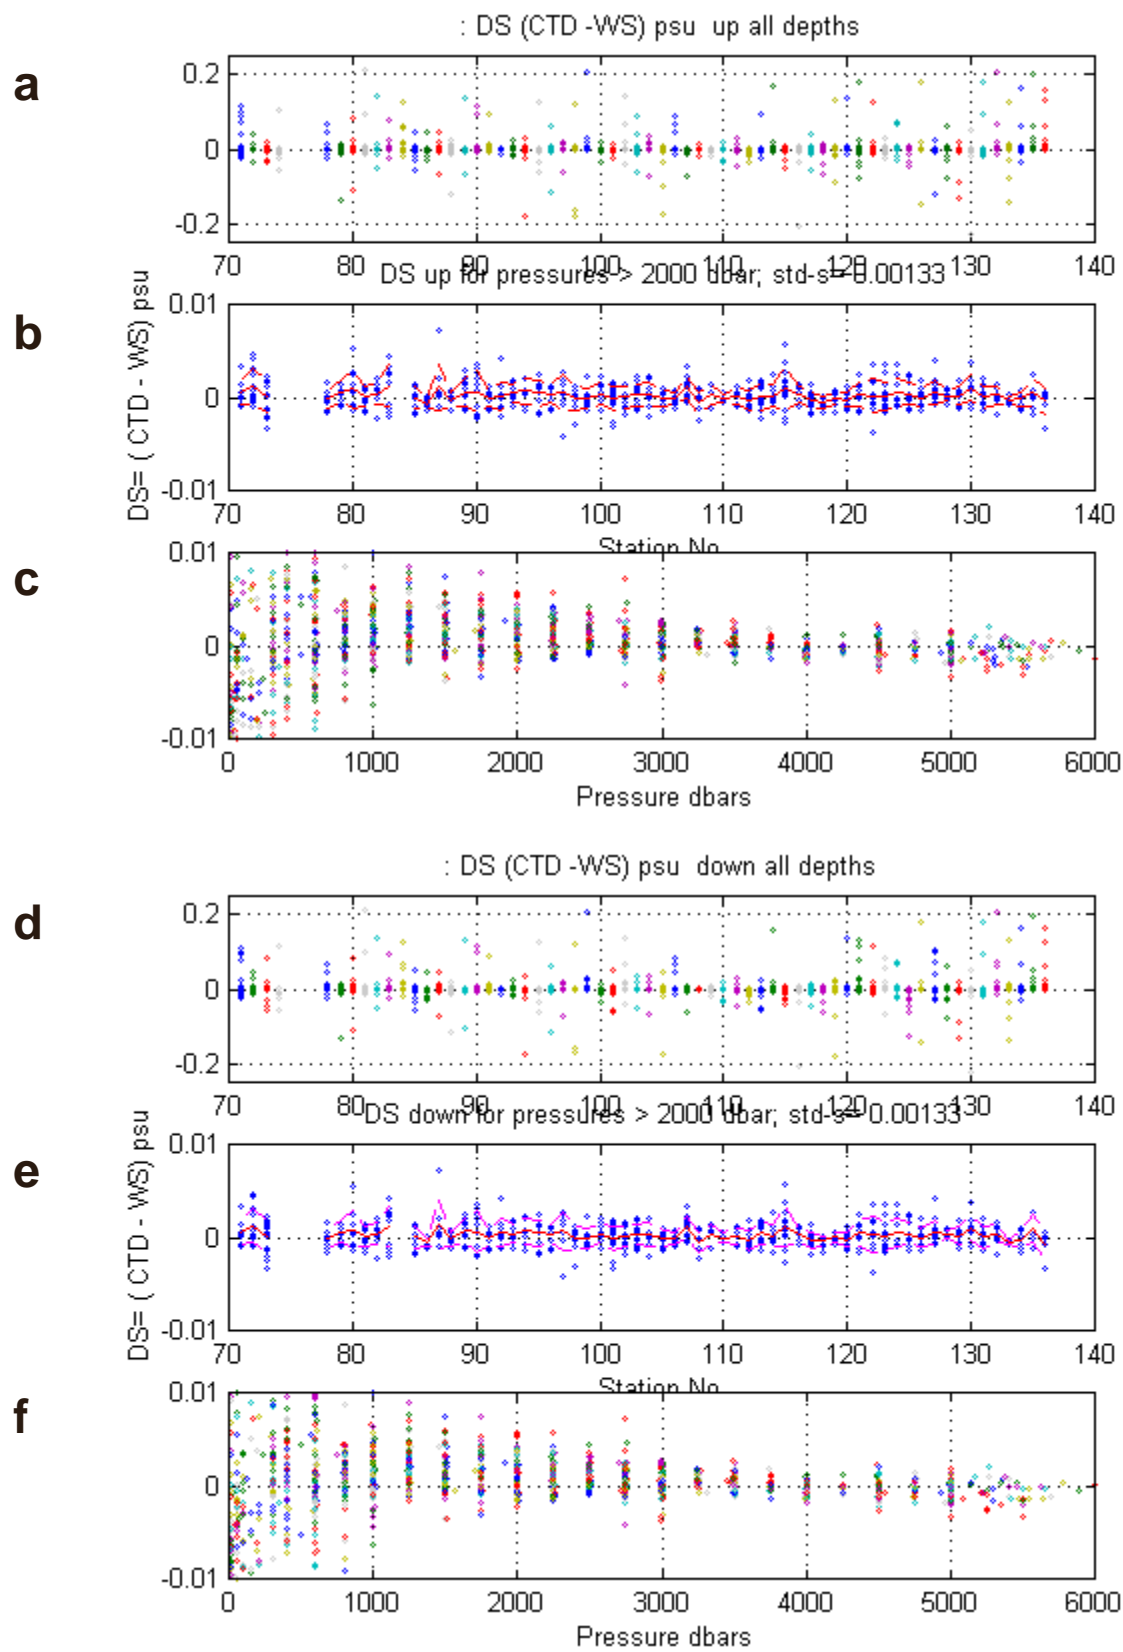 : DS (CTD -WS) psu up all depths
a
0.2
0
-0.2
70 80 90 100 110 120 130 140
DS up for pressures > 2000 dbar; std-s= 0.00133
b
DS= ( CTD - WS) psu
0.01
0
-0.01
70 80 90 100 110 120 130 140
Station No
c
0.01
0
-0.01
0 1000 2000 3000 4000 5000 6000
Pressure dbars
: DS (CTD -WS) psu down all depths
d
0.2
0
-0.2
70 80 90 100 110 120 130 140
DS down for pressures > 2000 dbar; std-s= 0.00133
e
DS= ( CTD - WS) psu
0.01
0
-0.01
70 80 90 100 110 120 130 140
Station No
f
0.01
0
-0.01
0 1000 2000 3000 4000 5000 6000
Pressure dbars